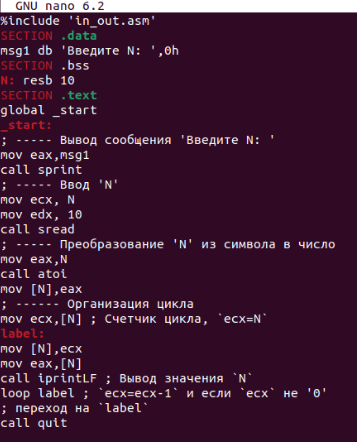 GNU nano 6.2
%include 'in_out.asm'
SECTION .data
msg1 db 'Введите N: ',0h
SECTION .bss
N: resb 10
SECTION .text
global _start
_start:
; ----- Вывод сообщения 'Введите N: '
mov eax,msg1
call sprint
; ----- Ввод 'N'
mov ecx, N
mov edx, 10
call sread
; ----- Преобразование 'N' из символа в число
mov eax,N
call atoi
mov [N],eax
; ------ Организация цикла
mov ecx,[N] ; Счетчик цикла, `ecx=N`
label:
mov [N],ecx
mov eax,[N]
call iprintLF ; Вывод значения `N`
loop label ; `ecx=ecx-1` и если `ecx` не '0'
; переход на `label`
call quit